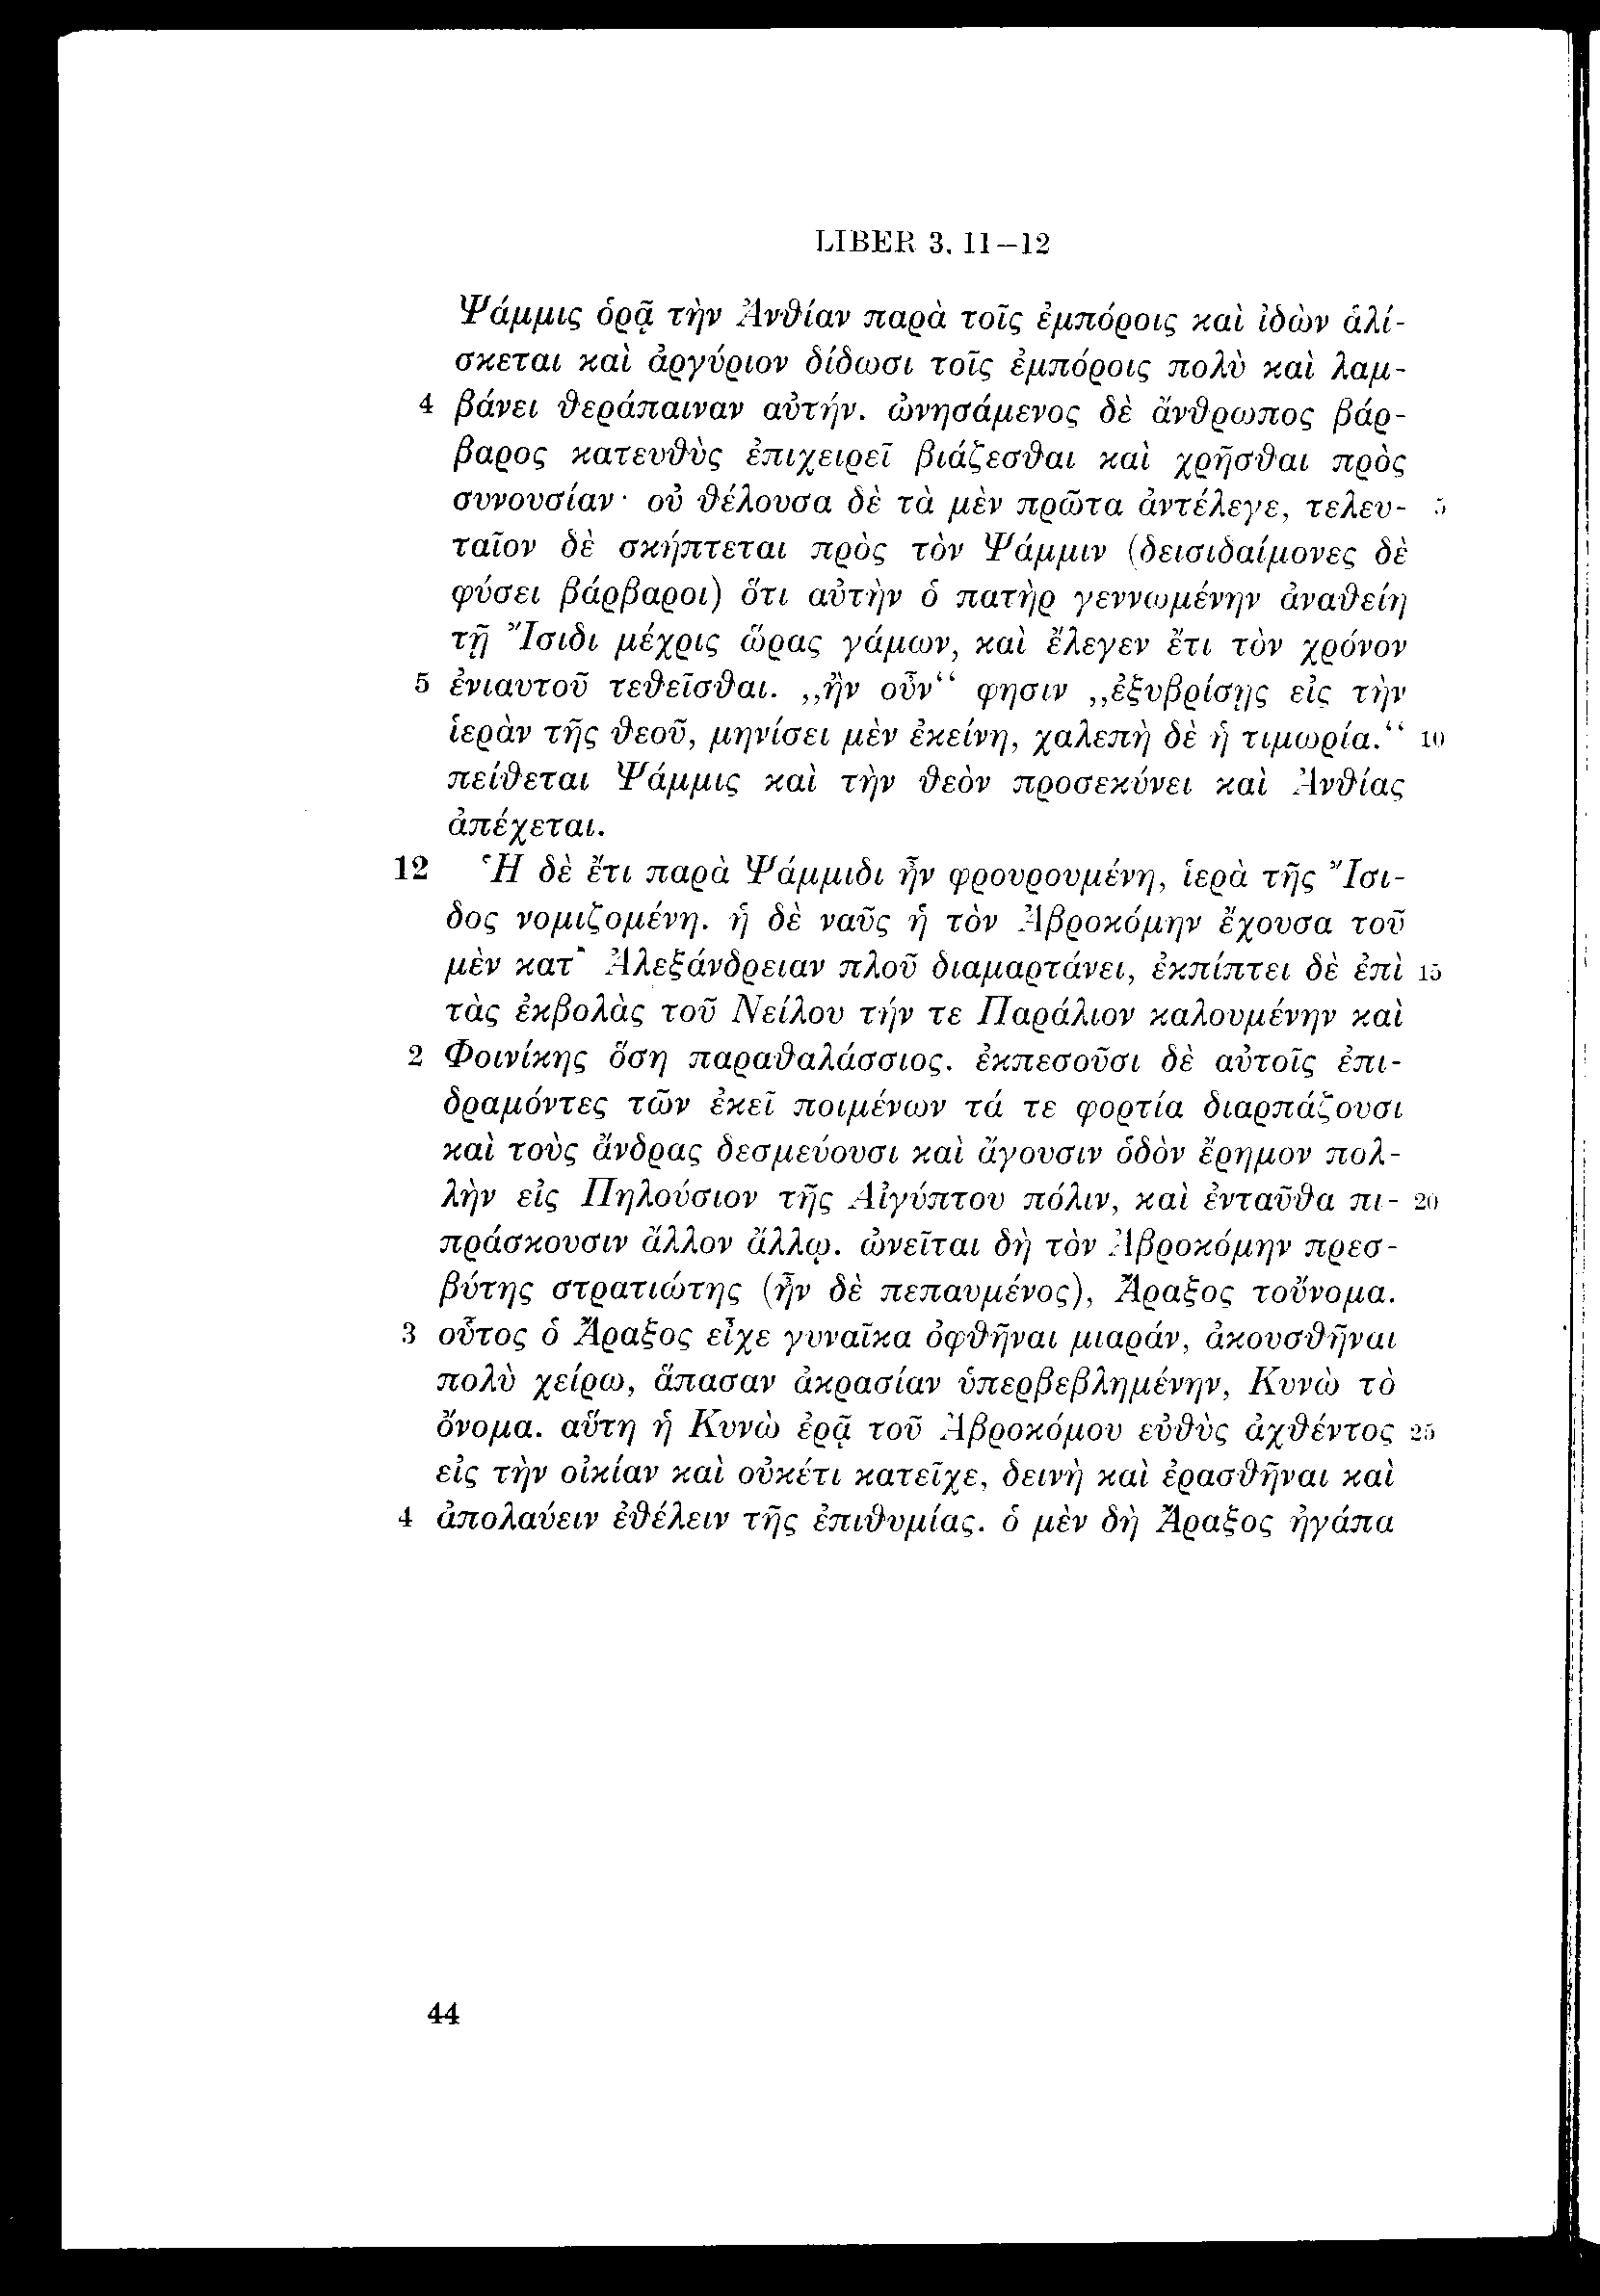 LIBER 3. 11–12
Ψάμμις ὁρᾷ τὴν Ἀνθίαν παρὰ τοῖς ἐμπόροις καὶ ἰδὼν ἁλί-
σκεται καὶ ἀργύριον δίδωσι τοῖς ἐμπόροις πολὺ καὶ λαμ-
4 βάνει θεράπαιναν αὐτήν. ὠνησάμενος δὲ ἄνθρωπος βάρ-
βαρος κατευθὺς ἐπιχειρεῖ βιάζεσθαι καὶ χρῆσθαι πρὸς
συνουσίαν· οὐ θέλουσα δὲ τὰ μὲν πρῶτα ἀντέλεγε, τελευ- 5
ταῖον δὲ σκήπτεται πρὸς τὸν Ψάμμιν (δεισιδαίμονες δὲ
φύσει βάρβαροι) ὅτι αὐτὴν ὁ πατὴρ γεννωμένην ἀναθείη
τῇ Ἴσιδι μέχρις ὥρας γάμων, καὶ ἔλεγεν ἔτι τὸν χρόνον
5 ἐνιαυτοῦ τεθεῖσθαι. „ἢν οὖν“ φησιν „ἐξυβρίσῃς εἰς τὴν
ἱερὰν τῆς θεοῦ, μηνίσει μὲν ἐκείνη, χαλεπὴ δὲ ἡ τιμωρία.“ 10
πείθεται Ψάμμις καὶ τὴν θεὸν προσεκύνει καὶ Ἀνθίας
ἀπέχεται.
12 Ἡ δὲ ἔτι παρὰ Ψάμμιδι ἦν φρουρουμένη, ἱερὰ τῆς Ἴσι-
δος νομιζομένη. ἡ δὲ ναῦς ἡ τὸν Ἁβροκόμην ἔχουσα τοῦ
μὲν κατ᾽ Ἀλεξάνδρειαν πλοῦ διαμαρτάνει, ἐκπίπτει δὲ ἐπὶ 15
τὰς ἐκβολὰς τοῦ Νείλου τήν τε Παράλιον καλουμένην καὶ
2 Φοινίκης ὅση παραθαλάσσιος. ἐκπεσοῦσι δὲ αὐτοῖς ἐπι-
δραμόντες τῶν ἐκεῖ ποιμένων τά τε φορτία διαρπάζουσι
καὶ τοὺς ἄνδρας δεσμεύουσι καὶ ἄγουσιν ὁδὸν ἔρημον πολ-
λὴν εἰς Πηλούσιον τῆς Αἰγύπτου πόλιν, καὶ ἐνταῦθα πι- 20
πράσκουσιν ἄλλον ἄλλῳ. ὠνεῖται δὴ τὸν Ἁβροκόμην πρεσ-
βύτης στρατιώτης (ἦν δὲ πεπαυμένος), Ἄραξος τοὔνομα.
3 οὗτος ὁ Ἄραξος εἶχε γυναῖκα ὀφθῆναι μιαράν, ἀκουσθῆναι
πολὺ χείρω, ἅπασαν ἀκρασίαν ὑπερβεβλημένην, Κυνὼ τὸ
ὄνομα. αὕτη ἡ Κυνὼ ἐρᾷ τοῦ Ἁβροκόμου εὐθὺς ἀχθέντος 25
εἰς τὴν οἰκίαν καὶ οὐκέτι κατεῖχε, δεινὴ καὶ ἐρασθῆναι καὶ
4 ἀπολαύειν ἐθέλειν τῆς ἐπιθυμίας. ὁ μὲν δὴ Ἄραξος ἠγάπα
44